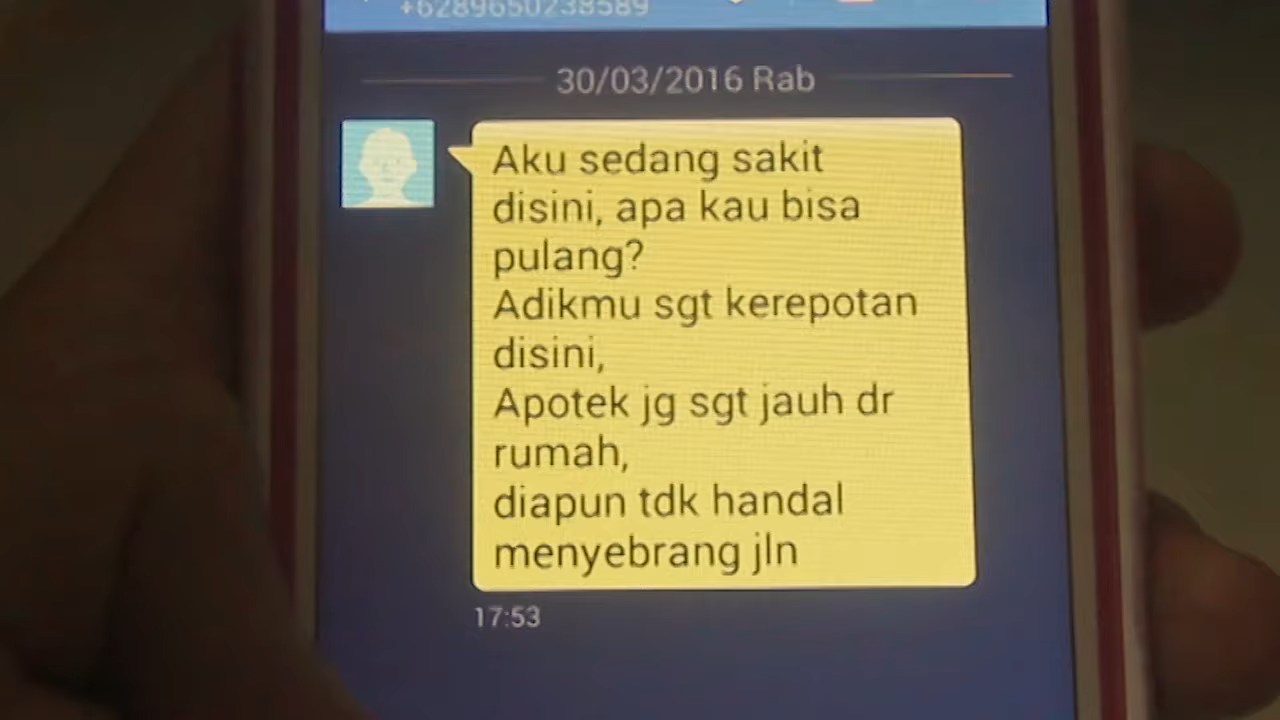 +6289650238589
30/03/2016 Rab
Aku sedang sakit
disini, apa kau bisa
pulang?
Adikmu sgt kerepotan
disini,
Apotek jg sgt jauh dr
rumah,
diapun tdk handal
menyebrang jln
17:53